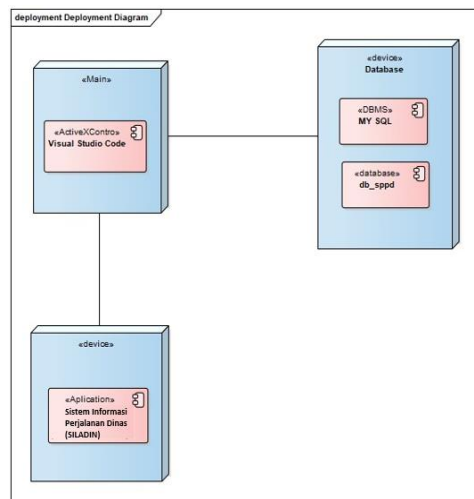 deployment Deployment Diagram
«Main»
«ActiveXContro»
Visual Studio Code
«device»
Database
«DBMS»
MY SQL
«database»
db_sppd
«device»
«Aplication»
Sistem Informasi
Perjalanan Dinas
(SILADIN)